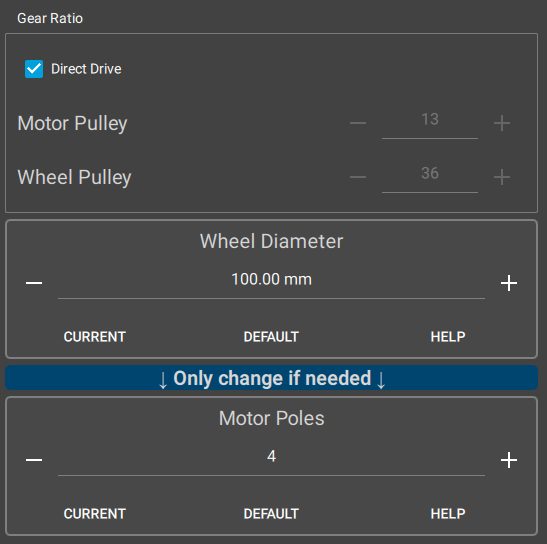 Gear Ratio
Direct Drive
Motor Pulley − 13 +
Wheel Pulley − 36 +
Wheel Diameter
− 100.00 mm +
CURRENT DEFAULT HELP
↓ Only change if needed ↓
Motor Poles
− 4 +
CURRENT DEFAULT HELP